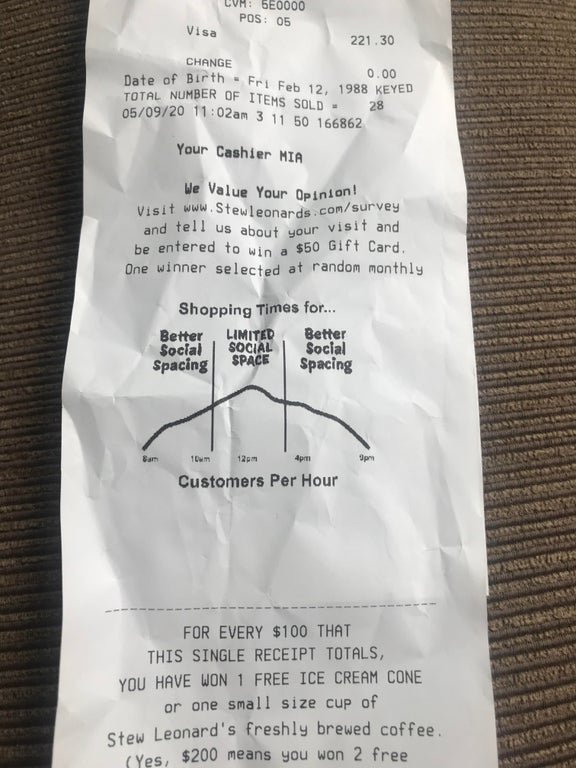 CVM: 5E0000
POS: 05
Visa 221.30
CHANGE 0.00
Date of Birth = Fri Feb 12, 1988 KEYED
TOTAL NUMBER OF ITEMS SOLD = 28
05/09/20 11:02am 3 11 50 166862
Your Cashier MIA
We Value Your Opinion!
Visit www.Stewleonards.com/survey
and tell us about your visit and
be entered to win a $50 Gift Card.
One winner selected at random monthly
Shopping Times for...
Better Social Spacing
LIMITED SOCIAL SPACE
Better Social Spacing
8am 10am 12pm 4pm 9pm
Customers Per Hour
FOR EVERY $100 THAT
THIS SINGLE RECEIPT TOTALS,
YOU HAVE WON 1 FREE ICE CREAM CONE
or one small size cup of
Stew Leonard's freshly brewed coffee.
(Yes, $200 means you won 2 free